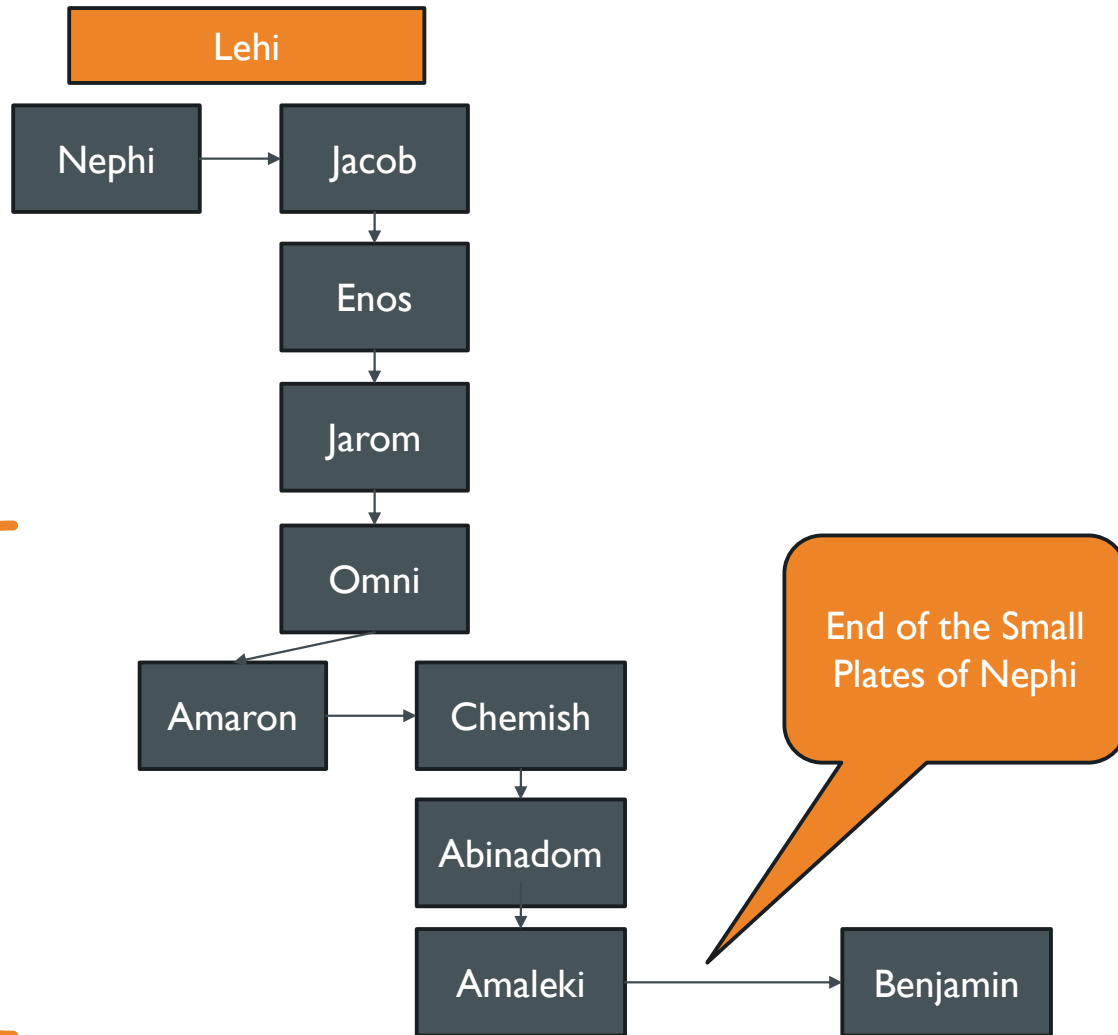 Lehi
Nephi
Jacob
Enos
Jarom
Omni
End of the Small
Plates of Nephi
Amaron
Chemish
Abinadom
Amaleki
Benjamin